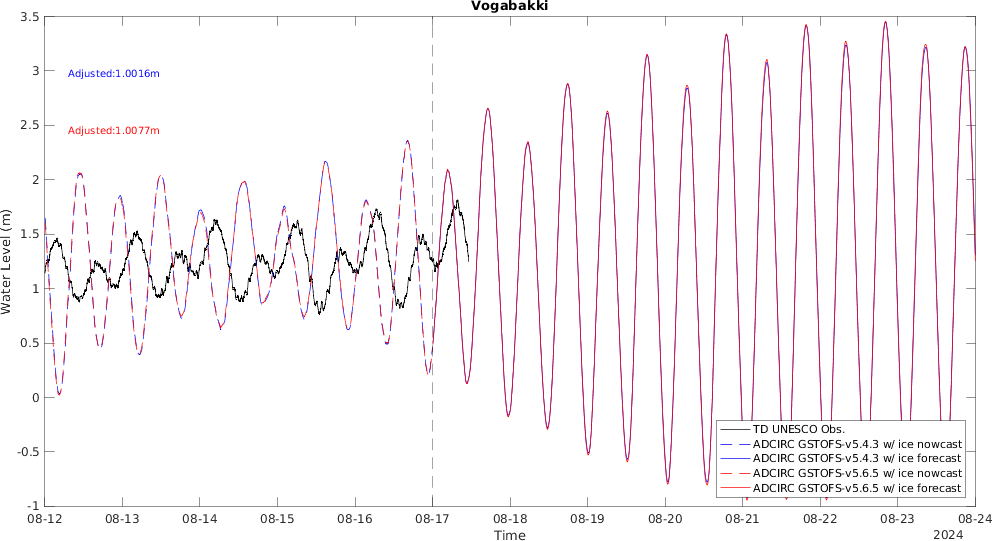 Vogabakki
3.5
3
2.5
2
1.5
1
0.5
0
-0.5
-1
Water Level (m)
Adjusted:1.0016m
Adjusted:1.0077m
TD UNESCO Obs.
ADCIRC GSTOFS-v5.4.3 w/ ice nowcast
ADCIRC GSTOFS-v5.4.3 w/ ice forecast
ADCIRC GSTOFS-v5.6.5 w/ ice nowcast
ADCIRC GSTOFS-v5.6.5 w/ ice forecast
08-12 08-13 08-14 08-15 08-16 08-17 08-18 08-19 08-20 08-21 08-22 08-23 08-24
Time
2024